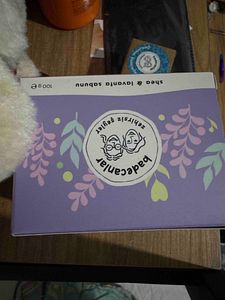 badecanlar
zehirsiz şeyler
shea & lavanta sabunu
100 g ℮